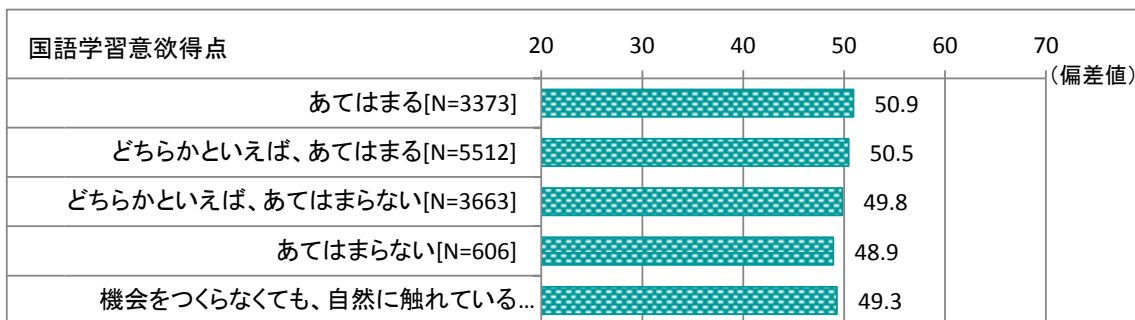 国語学習意欲得点 20 30 40 50 60 70
(偏差値)
あてはまる[N=3373] 50.9
どちらかといえば、あてはまる[N=5512] 50.5
どちらかといえば、あてはまらない[N=3663] 49.8
あてはまらない[N=606] 48.9
機会をつくらなくても、自然に触れている... 49.3